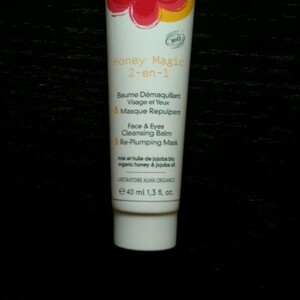 BIO
Honey Magic
2-en-1
Baume Démaquillant
Visage et Yeux
& Masque Repulpant
Face & Eyes
Cleansing Balm
& Re-Plumping Mask
miel et huile de jojoba bio
organic honey & jojoba oil
LABORATOIRE ALMA ORGANICS
e 40 ml 1,3 fl. oz.